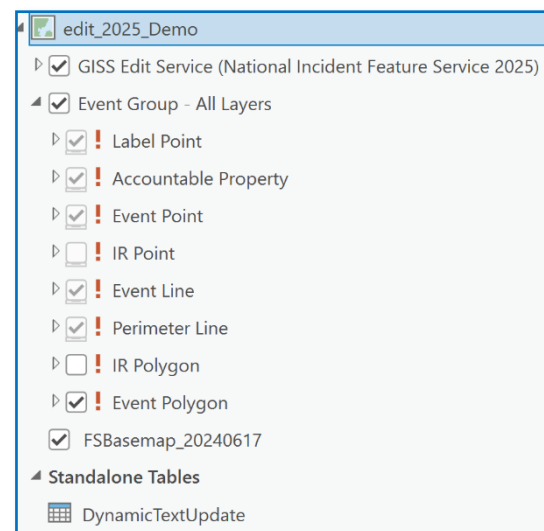 edit_2025_Demo
GISS Edit Service (National Incident Feature Service 2025)
Event Group - All Layers
! Label Point
! Accountable Property
! Event Point
! IR Point
! Event Line
! Perimeter Line
! IR Polygon
! Event Polygon
FSBasemap_20240617
Standalone Tables
DynamicTextUpdate